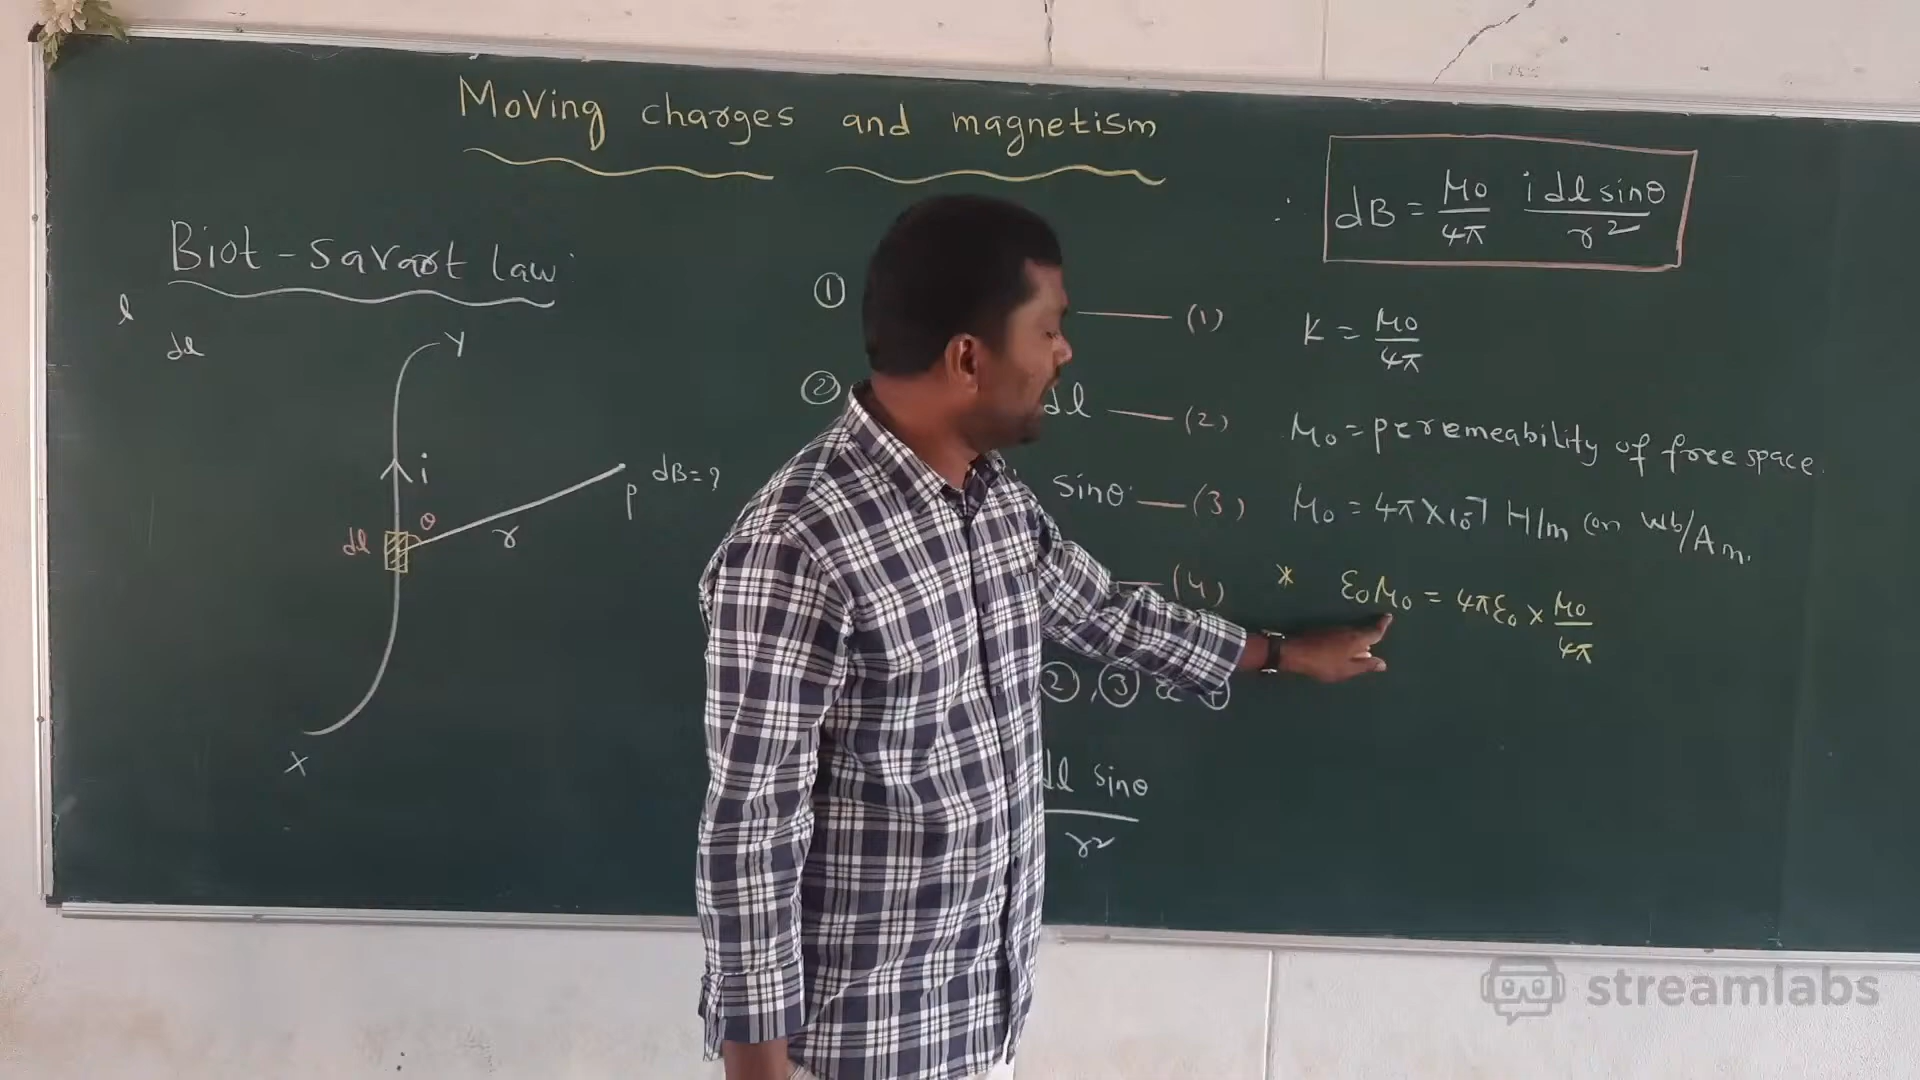 Moving charges and magnetism
Biot - Savart law
l
dl
Y
i
dl
θ
r
P
dB = ?
X
①
(1)
②
dl (2)
sinθ (3)
(4)
②, ③ &
dl sinθ
r²
∴ dB = μ₀/4π i dl sinθ/r²
K = μ₀/4π
μ₀ = peremeability of free space.
μ₀ = 4π × 10⁻⁷ H/m (or) wb/Am.
* ε₀μ₀ = 4πε₀ × μ₀/4π
streamlabs